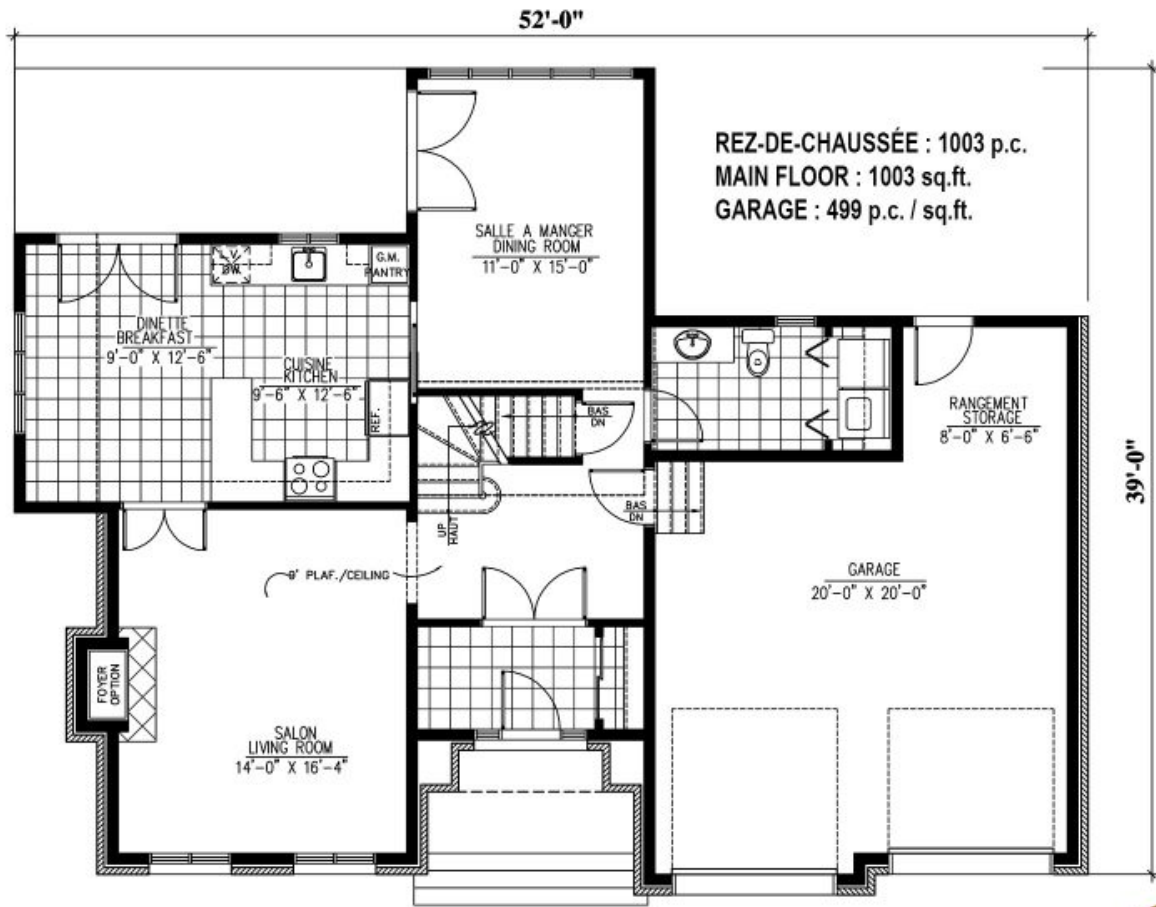 52'-0"
REZ-DE-CHAUSSÉE : 1003 p.c.
MAIN FLOOR : 1003 sq.ft.
GARAGE : 499 p.c. / sq.ft.
39'-0"
SALLE A MANGER
DINING ROOM
11'-0" X 15'-0"
L.V.
DW.
G.M.
PANTRY
DINETTE
BREAKFAST
9'-0" X 12'-6"
CUISINE
KITCHEN
9'-6" X 12'-6"
REF.
BAS
DN
RANGEMENT
STORAGE
8'-0" X 6'-6"
BAS
DN
UP
HAUT
9' PLAF./CEILING
GARAGE
20'-0" X 20'-0"
FOYER
OPTION
SALON
LIVING ROOM
14'-0" X 16'-4"